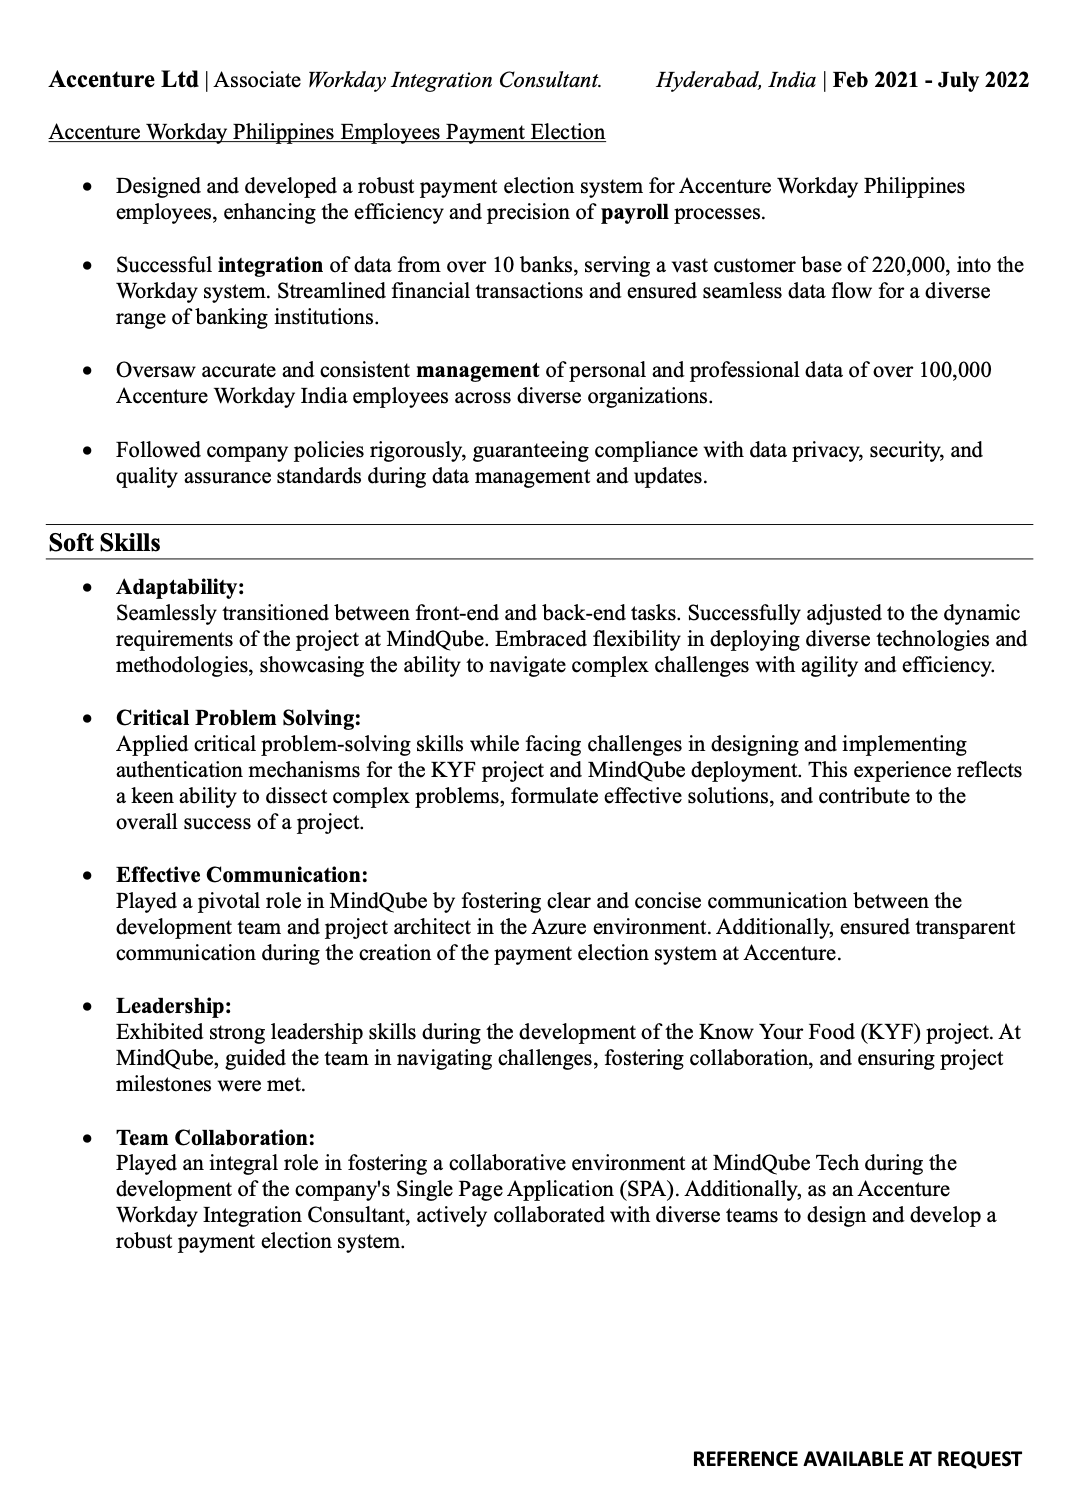 Accenture Ltd | Associate Workday Integration Consultant. Hyderabad, India | Feb 2021 - July 2022
Accenture Workday Philippines Employees Payment Election
• Designed and developed a robust payment election system for Accenture Workday Philippines
employees, enhancing the efficiency and precision of payroll processes.
• Successful integration of data from over 10 banks, serving a vast customer base of 220,000, into the
Workday system. Streamlined financial transactions and ensured seamless data flow for a diverse
range of banking institutions.
• Oversaw accurate and consistent management of personal and professional data of over 100,000
Accenture Workday India employees across diverse organizations.
• Followed company policies rigorously, guaranteeing compliance with data privacy, security, and
quality assurance standards during data management and updates.
Soft Skills
• Adaptability:
Seamlessly transitioned between front-end and back-end tasks. Successfully adjusted to the dynamic
requirements of the project at MindQube. Embraced flexibility in deploying diverse technologies and
methodologies, showcasing the ability to navigate complex challenges with agility and efficiency.
• Critical Problem Solving:
Applied critical problem-solving skills while facing challenges in designing and implementing
authentication mechanisms for the KYF project and MindQube deployment. This experience reflects
a keen ability to dissect complex problems, formulate effective solutions, and contribute to the
overall success of a project.
• Effective Communication:
Played a pivotal role in MindQube by fostering clear and concise communication between the
development team and project architect in the Azure environment. Additionally, ensured transparent
communication during the creation of the payment election system at Accenture.
• Leadership:
Exhibited strong leadership skills during the development of the Know Your Food (KYF) project. At
MindQube, guided the team in navigating challenges, fostering collaboration, and ensuring project
milestones were met.
• Team Collaboration:
Played an integral role in fostering a collaborative environment at MindQube Tech during the
development of the company's Single Page Application (SPA). Additionally, as an Accenture
Workday Integration Consultant, actively collaborated with diverse teams to design and develop a
robust payment election system.
REFERENCE AVAILABLE AT REQUEST